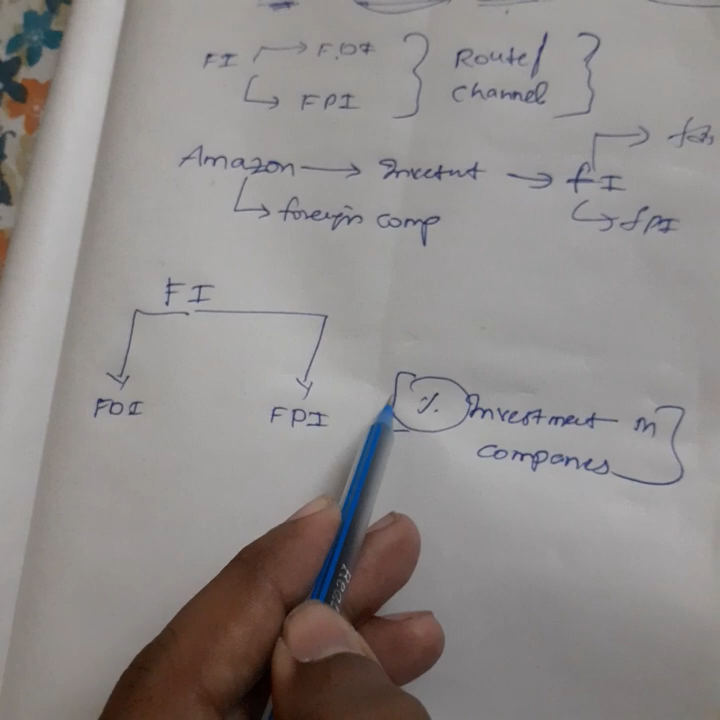 FI → FDI
↳ FPI } Route/
channel }
Amazon → Investment → FI
↳ foreign comp ↳ FPI
FI
FDI
FPI
[% Investment in
companies]